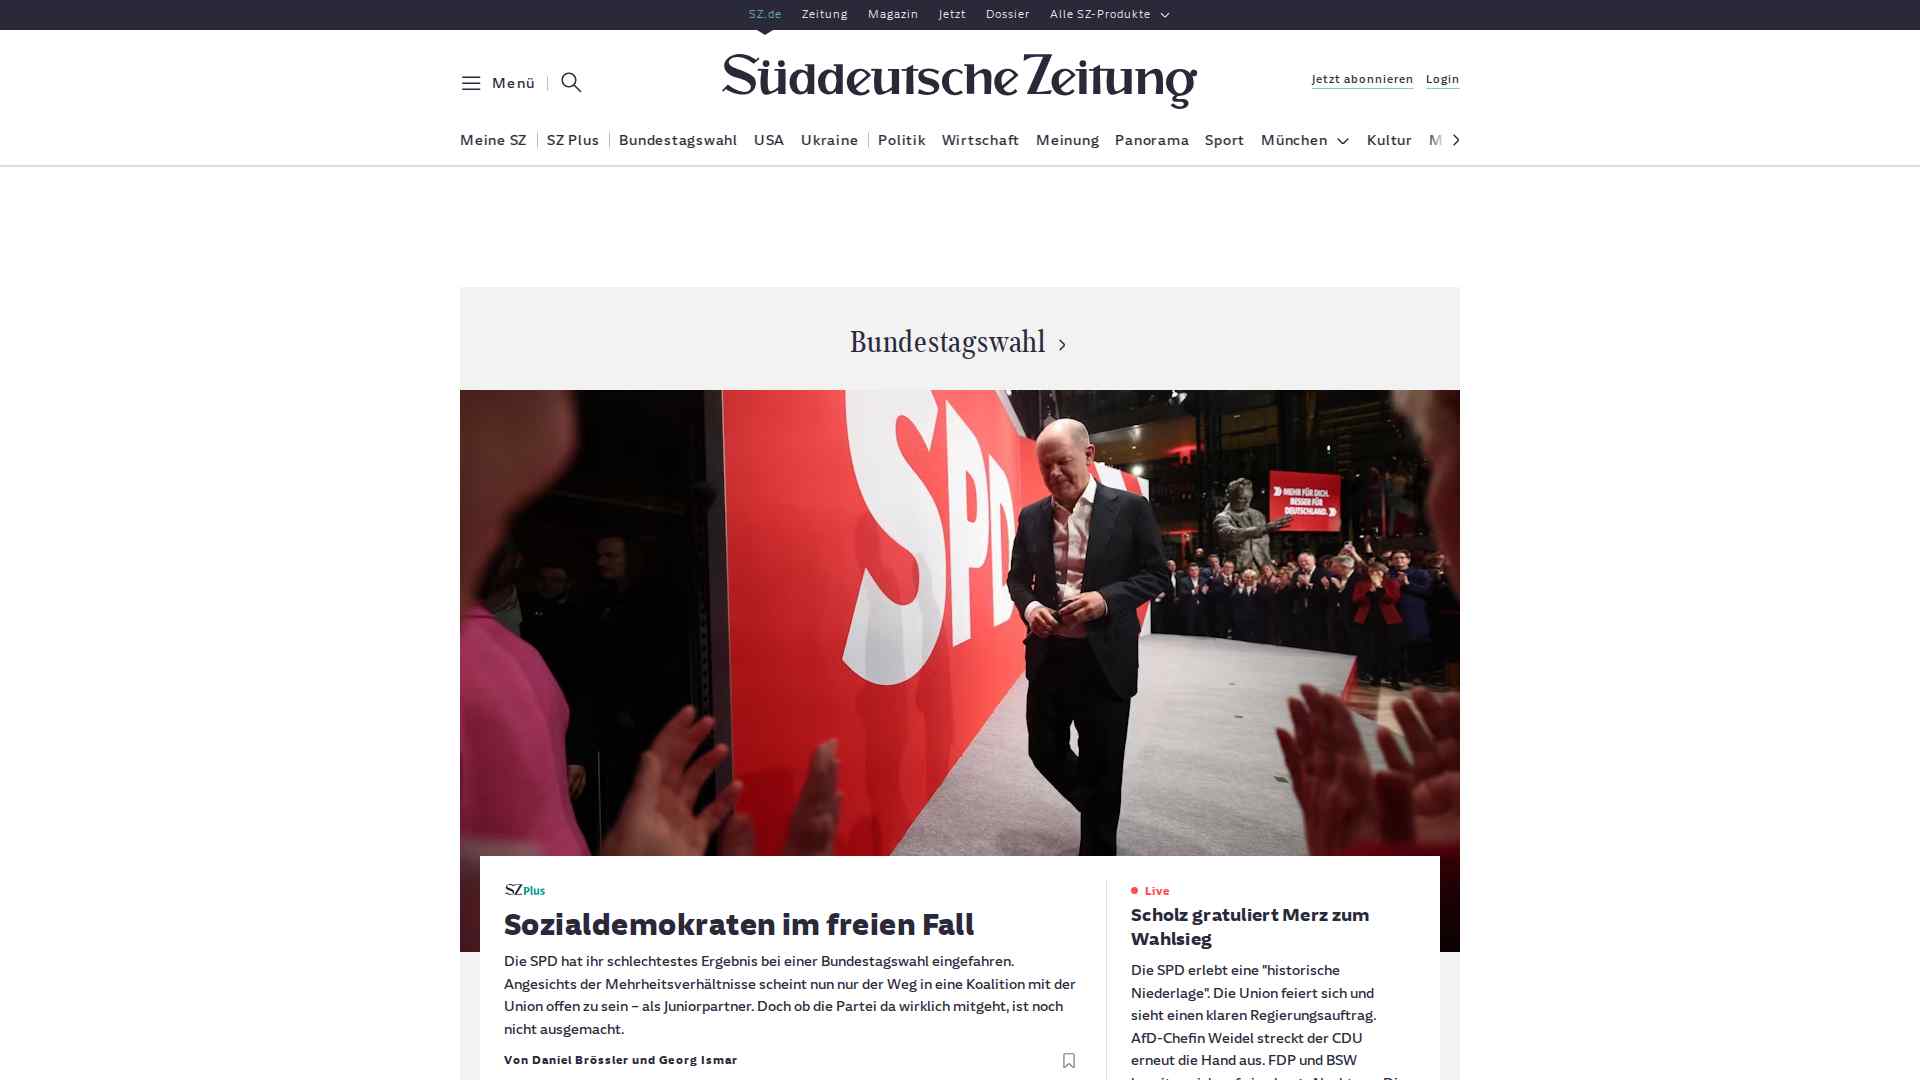 SZ.de Zeitung Magazin Jetzt Dossier Alle SZ-Produkte
Menü
Süddeutsche Zeitung
Jetzt abonnieren Login
Meine SZ SZ Plus Bundestagswahl USA Ukraine Politik Wirtschaft Meinung Panorama Sport München Kultur M
Bundestagswahl
SPD
MEHR FÜR DICH.
BESSER FÜR
DEUTSCHLAND.
SZ Plus
Sozialdemokraten im freien Fall
Die SPD hat ihr schlechtestes Ergebnis bei einer Bundestagswahl eingefahren.
Angesichts der Mehrheitsverhältnisse scheint nun nur der Weg in eine Koalition mit der
Union offen zu sein – als Juniorpartner. Doch ob die Partei da wirklich mitgeht, ist noch
nicht ausgemacht.
Von Daniel Brössler und Georg Ismar
Live
Scholz gratuliert Merz zum
Wahlsieg
Die SPD erlebt eine "historische
Niederlage". Die Union feiert sich und
sieht einen klaren Regierungsauftrag.
AfD-Chefin Weidel streckt der CDU
erneut die Hand aus. FDP und BSW